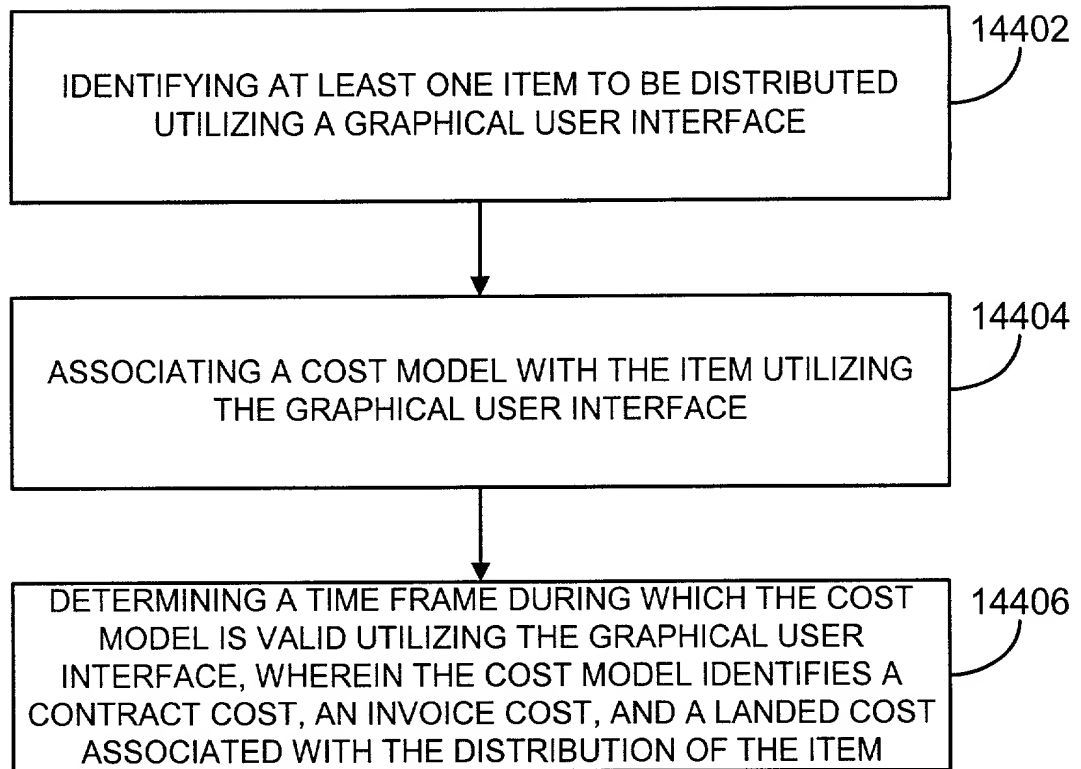 14402
IDENTIFYING AT LEAST ONE ITEM TO BE DISTRIBUTED
UTILIZING A GRAPHICAL USER INTERFACE
14404
ASSOCIATING A COST MODEL WITH THE ITEM UTILIZING
THE GRAPHICAL USER INTERFACE
14406
DETERMINING A TIME FRAME DURING WHICH THE COST
MODEL IS VALID UTILIZING THE GRAPHICAL USER
INTERFACE, WHEREIN THE COST MODEL IDENTIFIES A
CONTRACT COST, AN INVOICE COST, AND A LANDED COST
ASSOCIATED WITH THE DISTRIBUTION OF THE ITEM